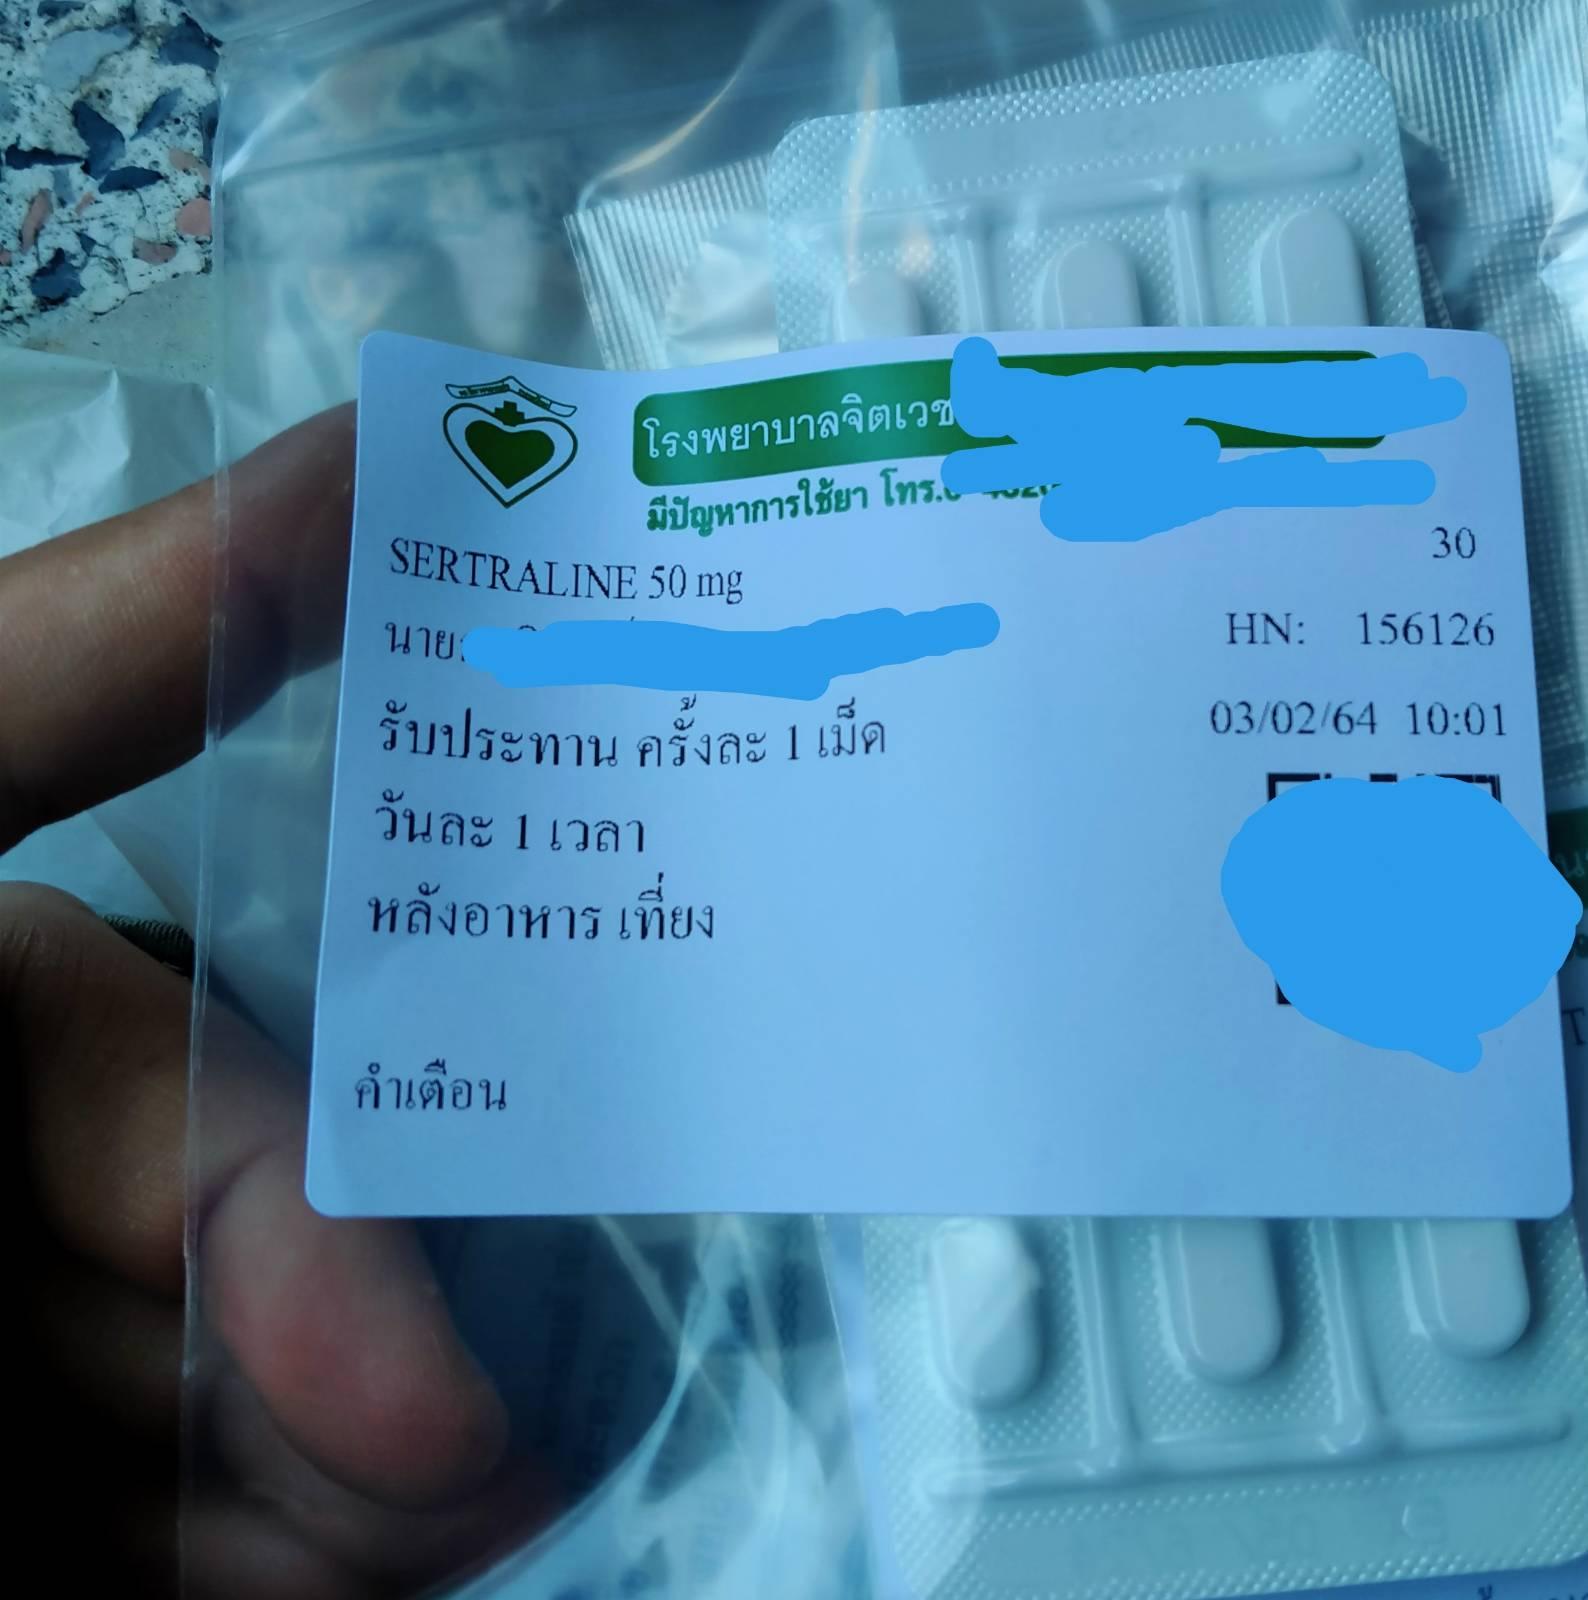 โรงพยาบาลจิตเวช
มีปัญหาการใช้ยา โทร.
SERTRALINE 50 mg
30
นาย
HN: 156126
รับประทาน ครั้งละ 1 เม็ด
03/02/64 10:01
วันละ 1 เวลา
หลังอาหาร เที่ยง
คำเตือน